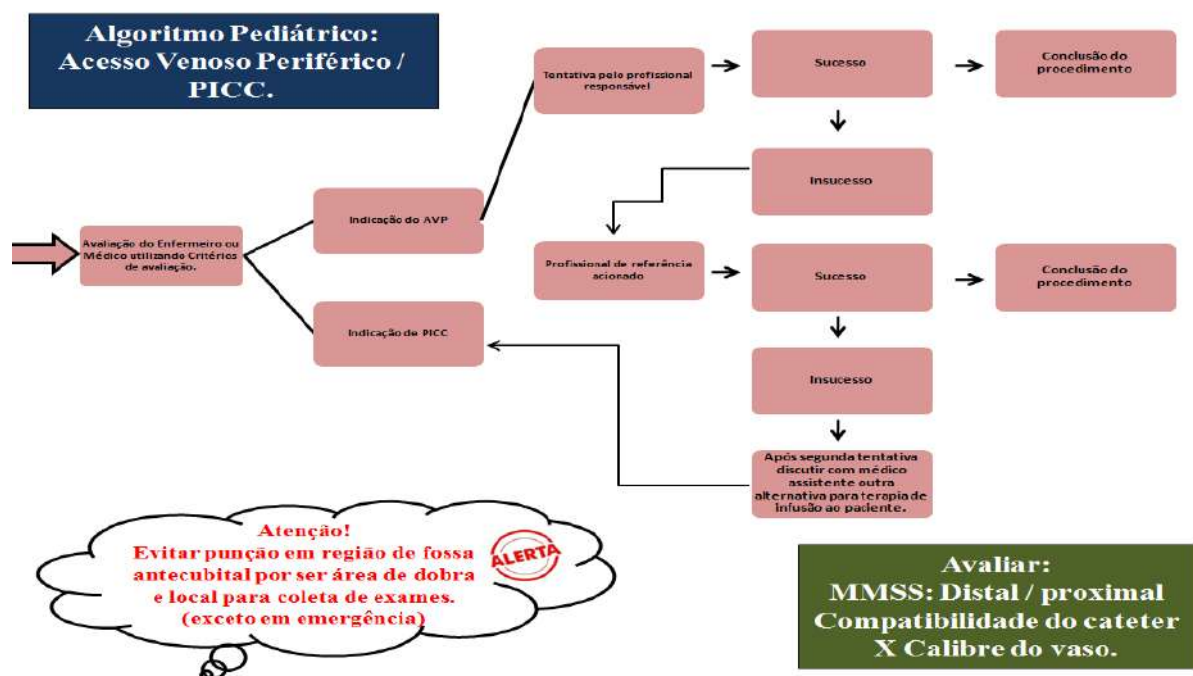 Algoritmo Pediátrico:
Acesso Venoso Periférico /
PICC.
Tentativa pelo profissional
responsável
Sucesso
Conclusão do
procedimento
Insucesso
Avaliação do Enfermeiro ou
Médico utilizando Critérios
de avaliação.
Indicação do AVP
Profissional de referência
acionado
Sucesso
Conclusão do
procedimento
Indicação de PICC
Insucesso
Após segunda tentativa
discutir com médico
assistente outra
alternativa para terapia de
infusão ao paciente.
Atenção!
Evitar punção em região de fossa
antecubital por ser área de dobra
e local para coleta de exames.
(exceto em emergência)
ALERTA
Avaliar:
MMSS: Distal / proximal
Compatibilidade do cateter
X Calibre do vaso.